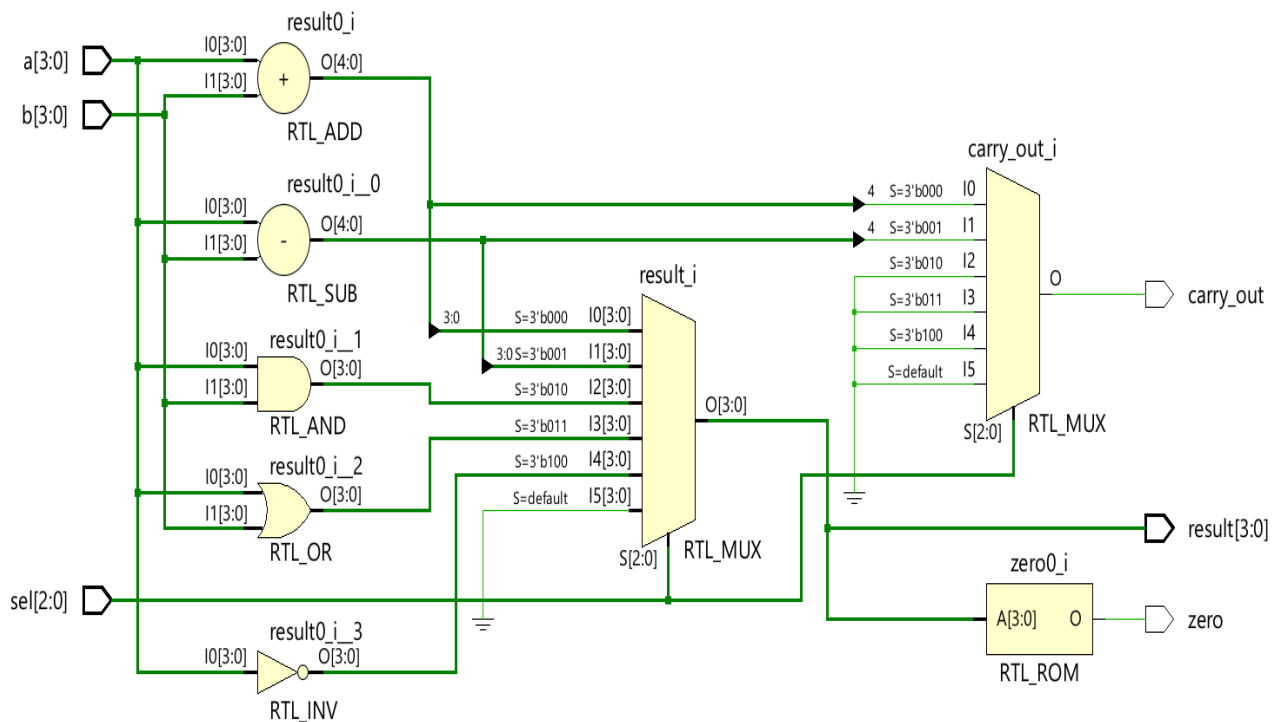 result0_i
a[3:0]
I0[3:0]
O[4:0]
+
I1[3:0]
b[3:0]
RTL_ADD
result0_i__0
I0[3:0]
O[4:0]
-
I1[3:0]
RTL_SUB
result0_i__1
I0[3:0]
O[3:0]
I1[3:0]
RTL_AND
result0_i__2
I0[3:0]
O[3:0]
I1[3:0]
RTL_OR
sel[2:0]
result0_i__3
I0[3:0]
O[3:0]
RTL_INV
result_i
3:0 S=3'b000 I0[3:0]
3:0 S=3'b001 I1[3:0]
S=3'b010 I2[3:0]
S=3'b011 I3[3:0]
S=3'b100 I4[3:0]
S=default I5[3:0]
O[3:0]
S[2:0]
RTL_MUX
carry_out_i
4 S=3'b000 I0
4 S=3'b001 I1
S=3'b010 I2
S=3'b011 I3
S=3'b100 I4
S=default I5
O
carry_out
S[2:0]
RTL_MUX
result[3:0]
zero0_i
A[3:0] O
zero
RTL_ROM